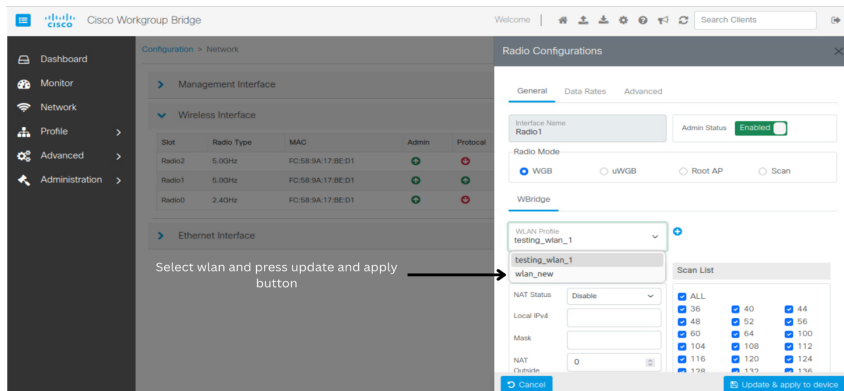 cisco
Cisco Workgroup Bridge
Welcome
Search Clients
Dashboard
Monitor
Network
Profile
Advanced
Administration
Configuration > Network
Management Interface
Wireless Interface
Slot Radio Type MAC Admin Protocal
Radio2 5.0GHz FC:58:9A:17:BE:D1
Radio1 5.0GHz FC:58:9A:17:BE:D1
Radio0 2.4GHz FC:58:9A:17:BE:D1
Ethernet Interface
Select wlan and press update and apply
button
Radio Configurations
General Data Rates Advanced
Interface Name
Radio1
Admin Status Enabled
Radio Mode
WGB uWGB Root AP Scan
WBridge
WLAN Profile
testing_wlan_1
testing_wlan_1
wlan_new
NAT Status Disable
Local IPv4
Mask
NAT 0
Outside
Scan List
ALL
36 40 44
48 52 56
60 64 100
104 108 112
116 120 124
128 132 136
Cancel
Update & apply to device